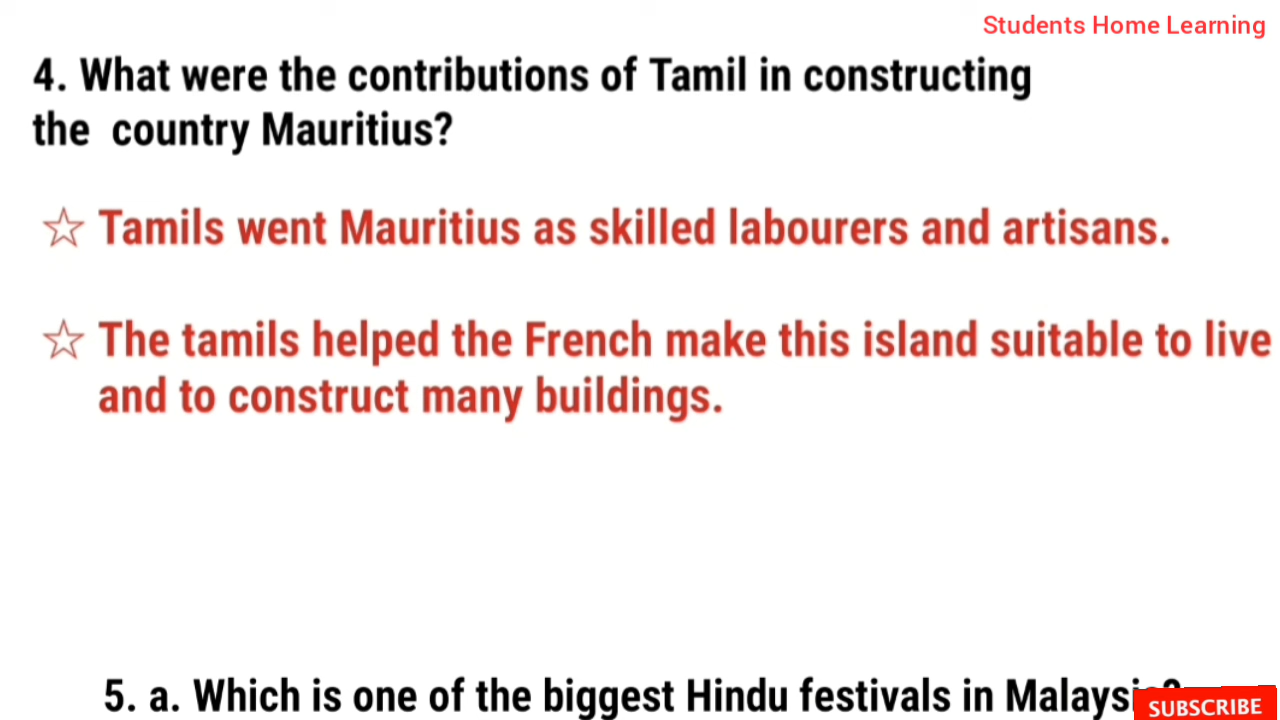 Students Home Learning
4. What were the contributions of Tamil in constructing
the country Mauritius?
☆ Tamils went Mauritius as skilled labourers and artisans.
☆ The tamils helped the French make this island suitable to live
and to construct many buildings.
5. a. Which is one of the biggest Hindu festivals in Malaysia?
SUBSCRIBE